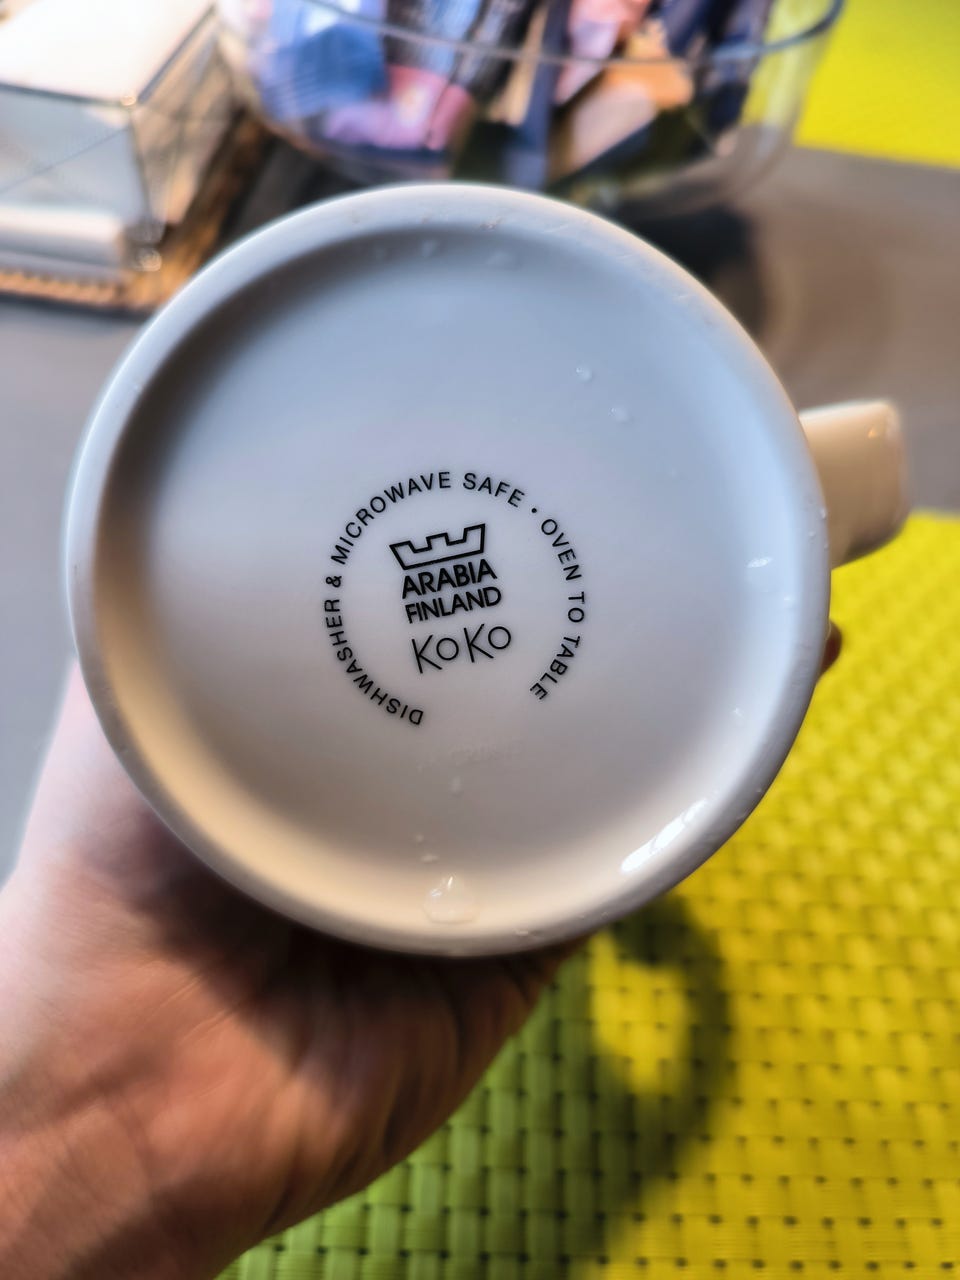 DISHWASHER & MICROWAVE SAFE • OVEN TO TABLE
ARABIA
FINLAND
KoKo